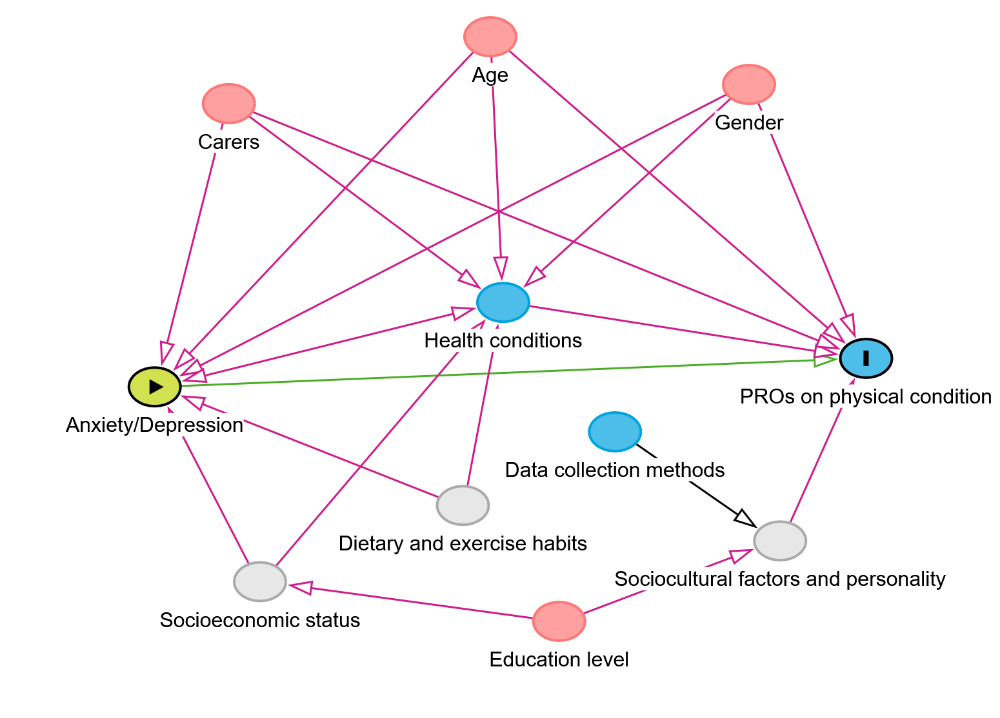 Age
Gender
Carers
Health conditions
PROs on physical condition
Anxiety/Depression
Data collection methods
Dietary and exercise habits
Sociocultural factors and personality
Socioeconomic status
Education level